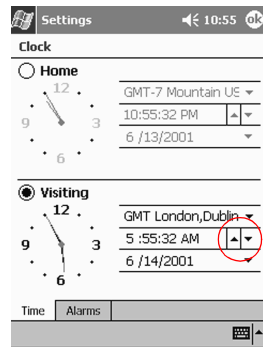 Settings 10:55 ok
Clock
Home
12
9 3
6
GMT-7 Mountain US
10:55:32 PM
6 /13/2001
Visiting
12
9 3
6
GMT London,Dublin
5 :55:32 AM
6 /14/2001
Time Alarms